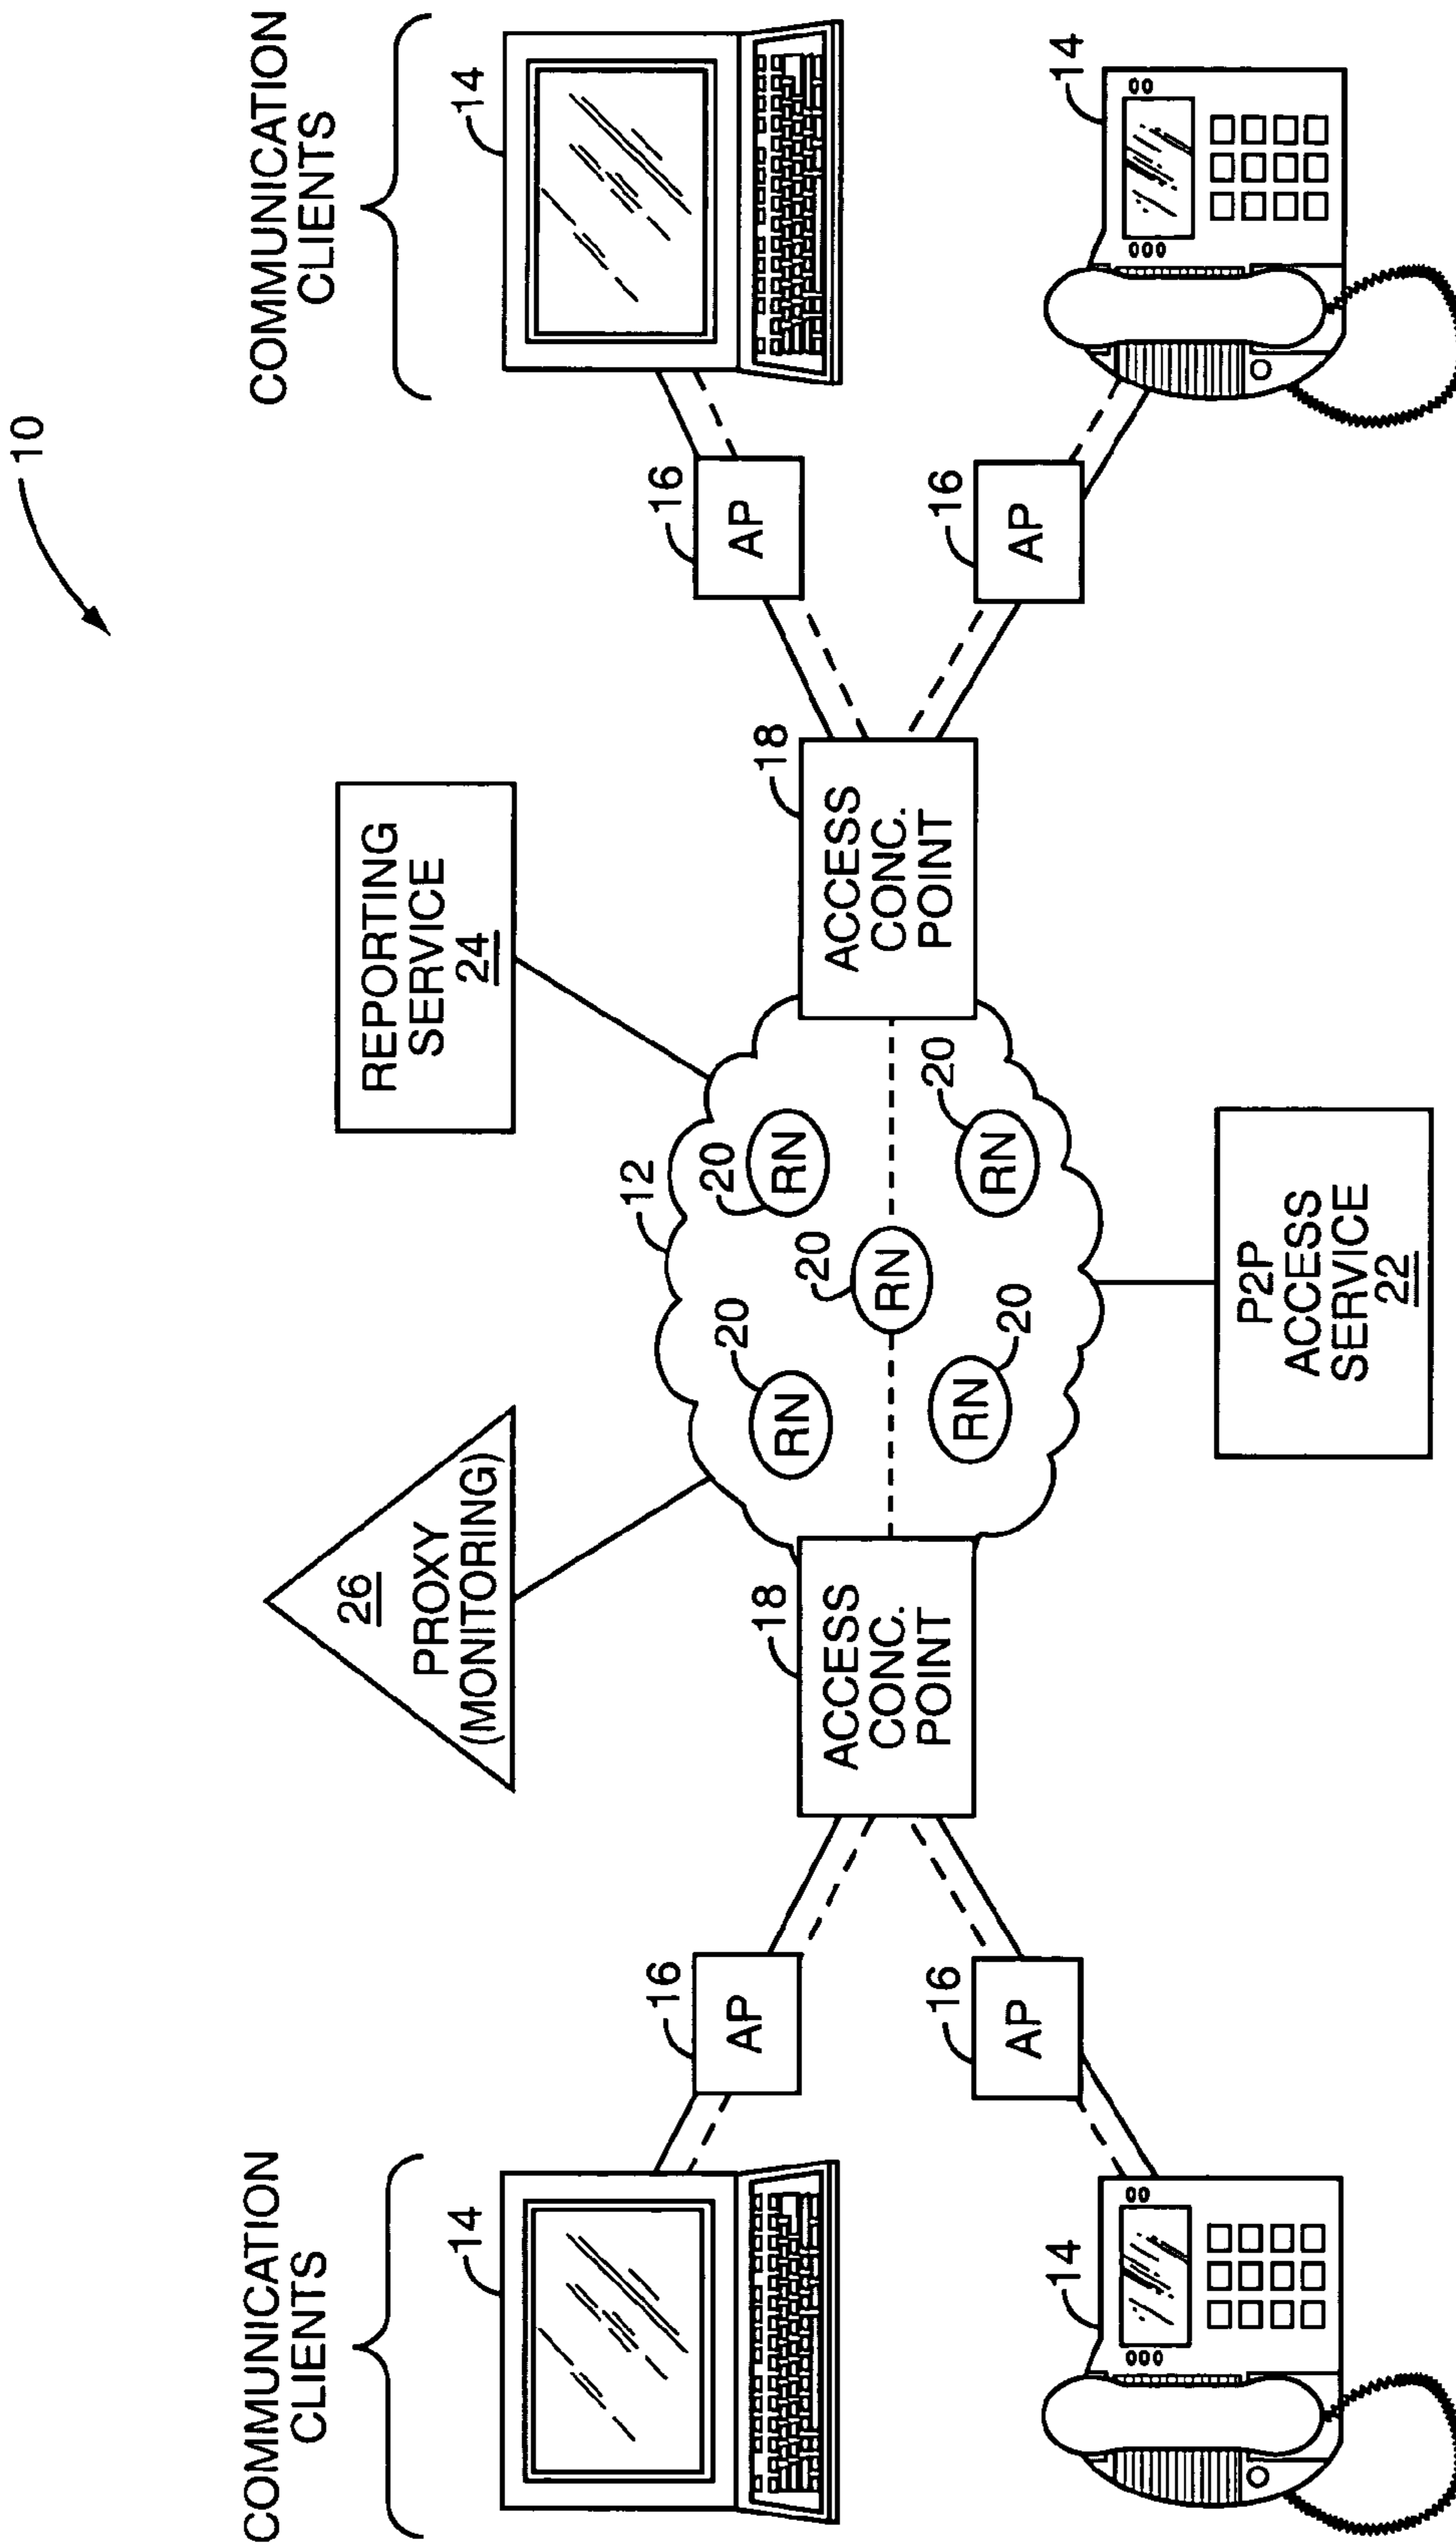 10
COMMUNICATION
CLIENTS
COMMUNICATION
CLIENTS
26
PROXY
(MONITORING)
REPORTING
SERVICE
24
14
14
16
AP
16
AP
12
18
ACCESS
CONC.
POINT
18
ACCESS
CONC.
POINT
20
RN
20
RN
20
RN
20
RN
20
RN
16
AP
16
AP
14
14
P2P
ACCESS
SERVICE
22